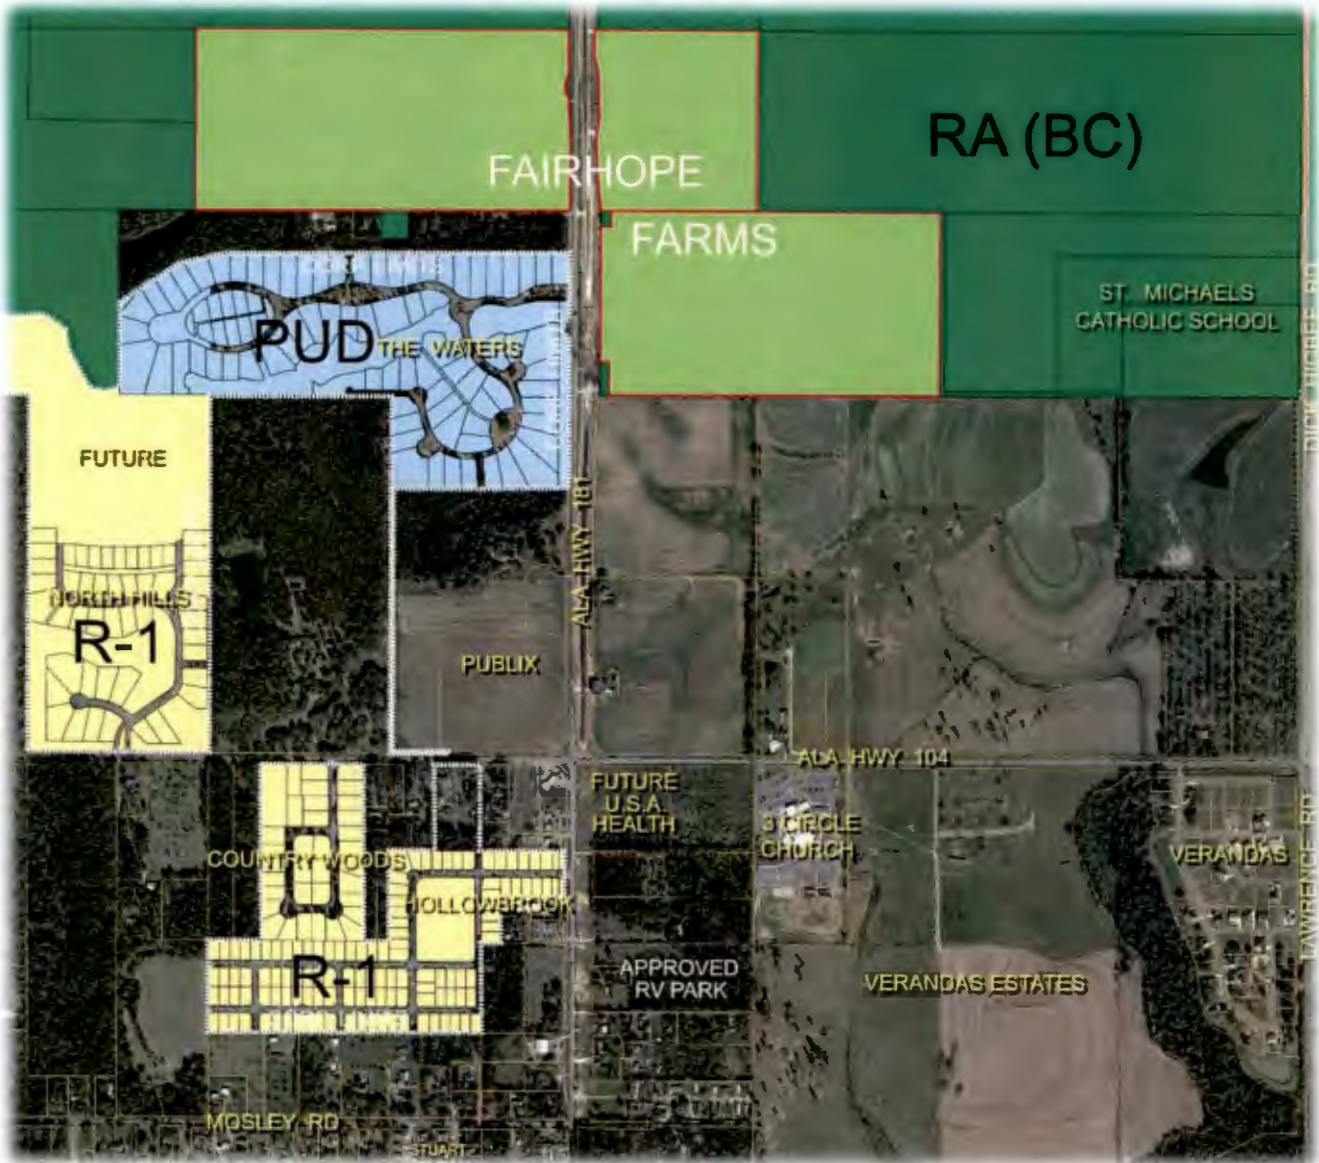 RA (BC)
FAIRHOPE
FARMS
ST. MICHAELS
CATHOLIC SCHOOL
PUD
THE WATERS
FUTURE
ALA HWY 181
NORTH HILLS
R-1
PUBLIX
ALA HWY 104
FUTURE
U.S.A.
HEALTH
3 CIRCLE
CHURCH
COUNTRY WOODS
VERANDAS
HOLLOWBROOK
LAWRENCE RD
R-1
APPROVED
RV PARK
VERANDAS ESTATES
MOSLEY RD
STUART